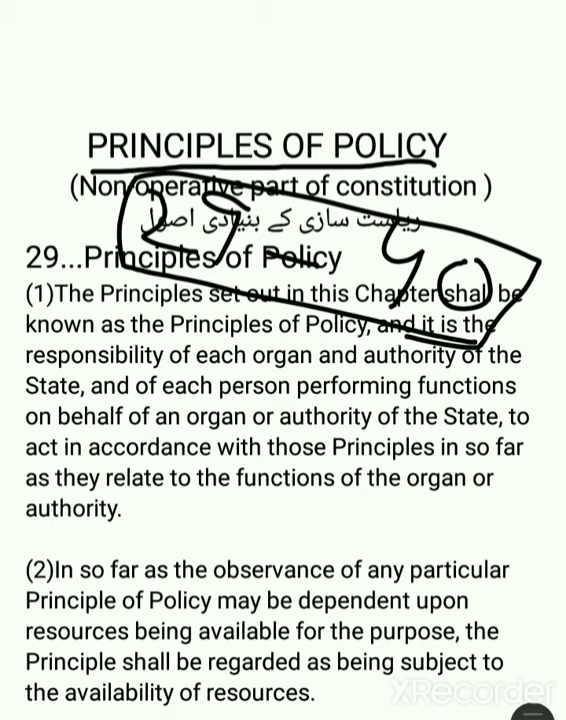 PRINCIPLES OF POLICY
(Non operative part of constitution )
ریاست سازی کے بنیادی اصول
29...Principles of Policy
29 40
(1)The Principles set out in this Chapter shall be
known as the Principles of Policy, and it is the
responsibility of each organ and authority of the
State, and of each person performing functions
on behalf of an organ or authority of the State, to
act in accordance with those Principles in so far
as they relate to the functions of the organ or
authority.
(2)In so far as the observance of any particular
Principle of Policy may be dependent upon
resources being available for the purpose, the
Principle shall be regarded as being subject to
the availability of resources.
XRecorder